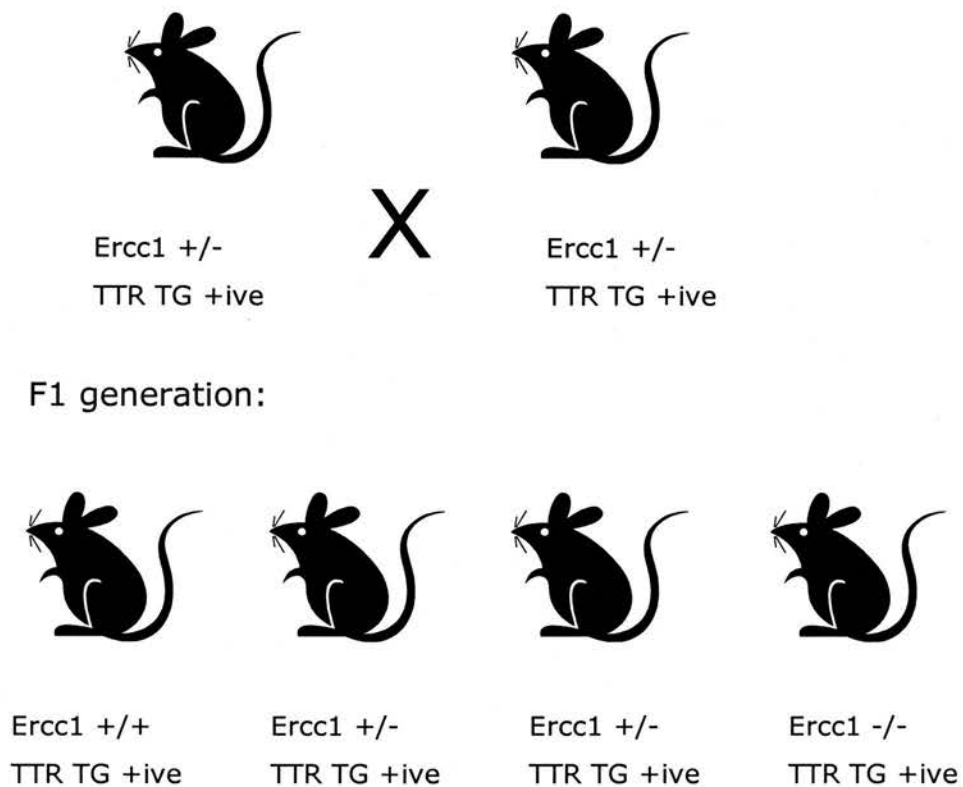 X
Ercc1 +/-
Ercc1 +/-
TTR TG +ive
TTR TG +ive
F1 generation:
Ercc1 +/+
Ercc1 +/-
Ercc1 +/-
Ercc1 -/-
TTR TG +ive
TTR TG +ive
TTR TG +ive
TTR TG +ive